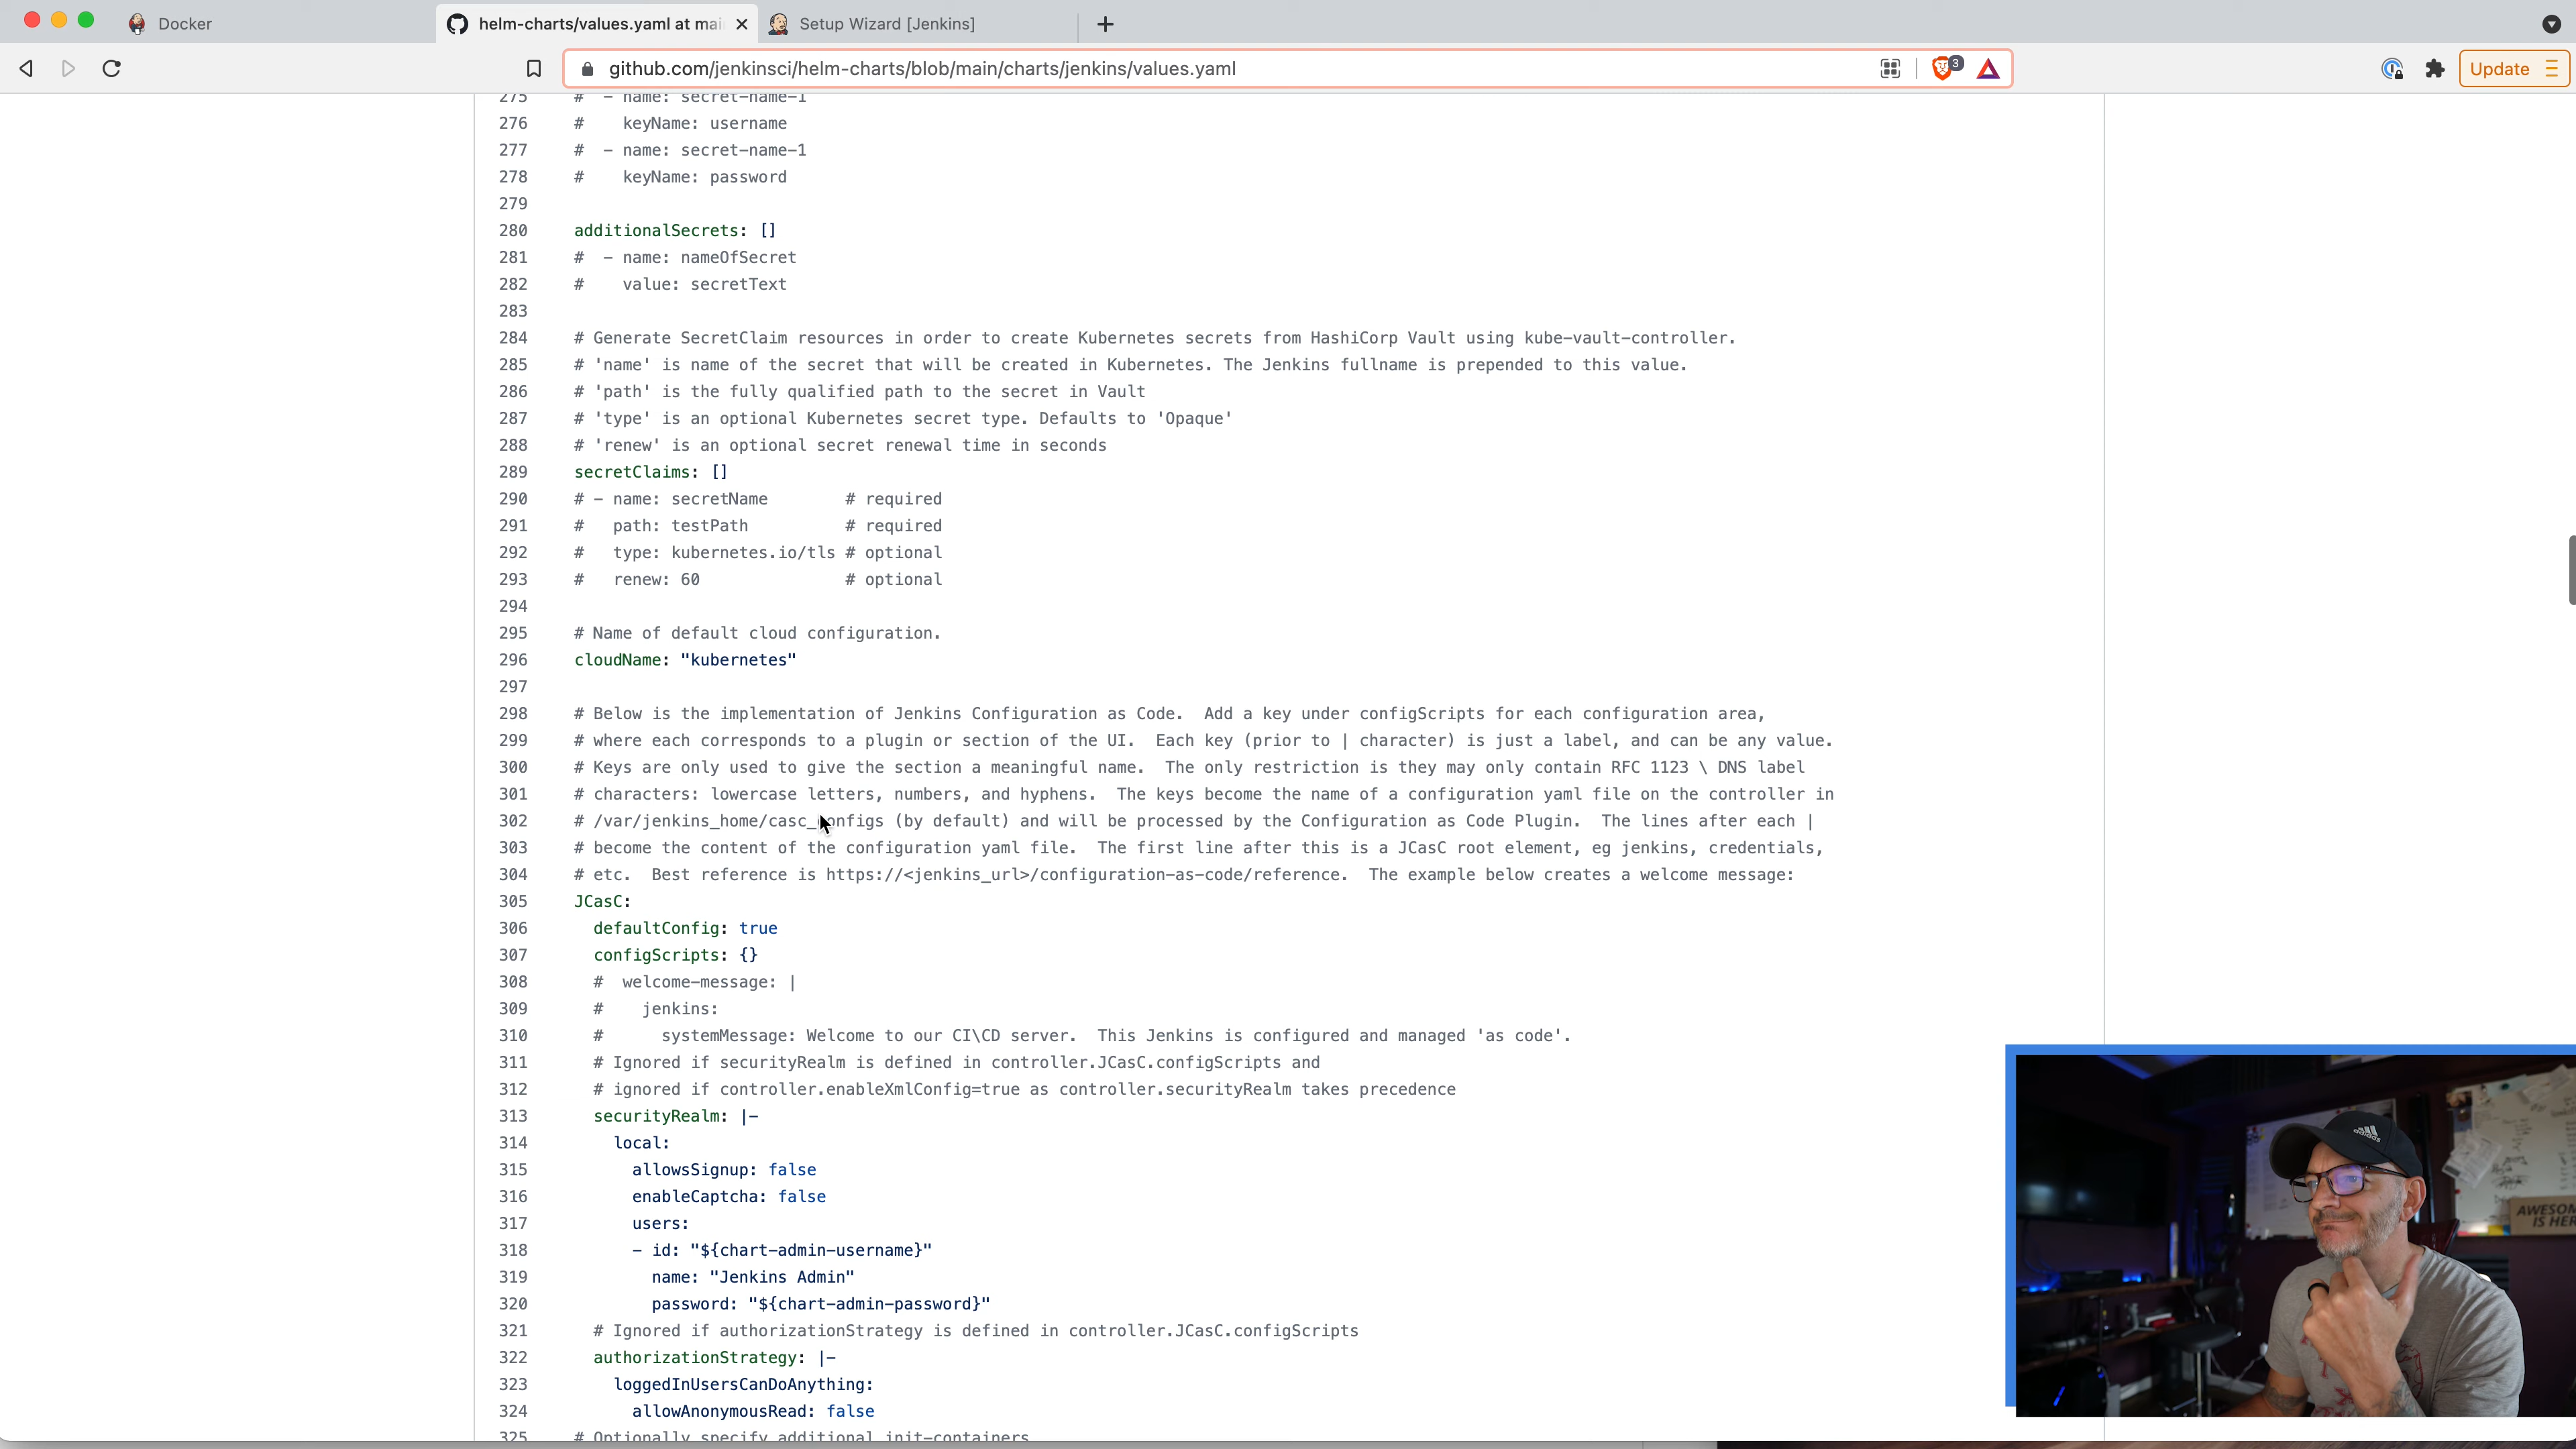 Docker
helm-charts/values.yaml at mai
Setup Wizard [Jenkins]
github.com/jenkinsci/helm-charts/blob/main/charts/jenkins/values.yaml
3
Update
275 # - name: secret-name-1
276 # keyName: username
277 # - name: secret-name-1
278 # keyName: password
279
280 additionalSecrets: []
281 # - name: nameOfSecret
282 # value: secretText
283
284 # Generate SecretClaim resources in order to create Kubernetes secrets from HashiCorp Vault using kube-vault-controller.
285 # 'name' is name of the secret that will be created in Kubernetes. The Jenkins fullname is prepended to this value.
286 # 'path' is the fully qualified path to the secret in Vault
287 # 'type' is an optional Kubernetes secret type. Defaults to 'Opaque'
288 # 'renew' is an optional secret renewal time in seconds
289 secretClaims: []
290 # - name: secretName # required
291 # path: testPath # required
292 # type: kubernetes.io/tls # optional
293 # renew: 60 # optional
294
295 # Name of default cloud configuration.
296 cloudName: "kubernetes"
297
298 # Below is the implementation of Jenkins Configuration as Code. Add a key under configScripts for each configuration area,
299 # where each corresponds to a plugin or section of the UI. Each key (prior to | character) is just a label, and can be any value.
300 # Keys are only used to give the section a meaningful name. The only restriction is they may only contain RFC 1123 \ DNS label
301 # characters: lowercase letters, numbers, and hyphens. The keys become the name of a configuration yaml file on the controller in
302 # /var/jenkins_home/casc_configs (by default) and will be processed by the Configuration as Code Plugin. The lines after each |
303 # become the content of the configuration yaml file. The first line after this is a JCasC root element, eg jenkins, credentials,
304 # etc. Best reference is https://<jenkins_url>/configuration-as-code/reference. The example below creates a welcome message:
305 JCasC:
306 defaultConfig: true
307 configScripts: {}
308 # welcome-message: |
309 # jenkins:
310 # systemMessage: Welcome to our CI\CD server. This Jenkins is configured and managed 'as code'.
311 # Ignored if securityRealm is defined in controller.JCasC.configScripts and
312 # ignored if controller.enableXmlConfig=true as controller.securityRealm takes precedence
313 securityRealm: |-
314 local:
315 allowsSignup: false
316 enableCaptcha: false
317 users:
318 - id: "${chart-admin-username}"
319 name: "Jenkins Admin"
320 password: "${chart-admin-password}"
321 # Ignored if authorizationStrategy is defined in controller.JCasC.configScripts
322 authorizationStrategy: |-
323 loggedInUsersCanDoAnything:
324 allowAnonymousRead: false
325 # Optionally specify additional init-containers
adidas
AWESOM
IS HER